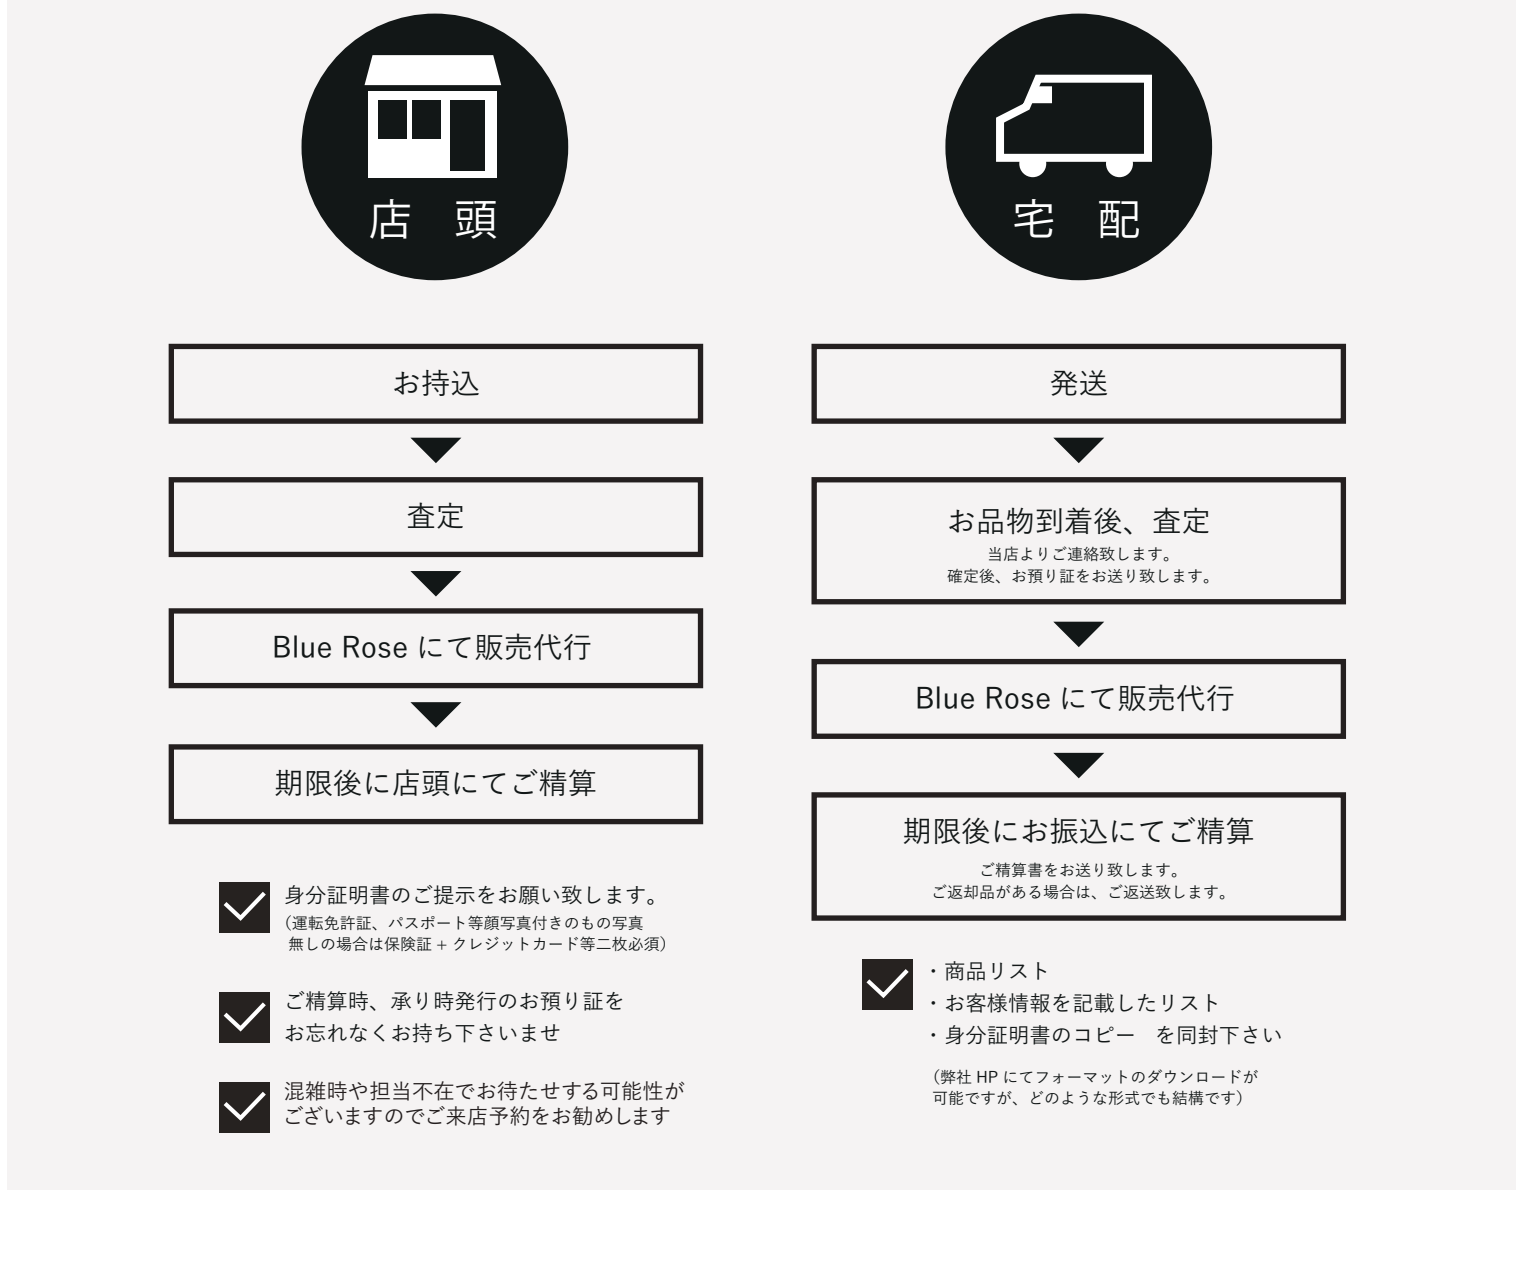 店　頭
お持込
査定
Blue Rose にて販売代行
期限後に店頭にてご精算
身分証明書のご提示をお願い致します。
（運転免許証、パスポート等顔写真付きのもの写真
無しの場合は保険証 + クレジットカード等二枚必須）
ご精算時、承り時発行のお預り証を
お忘れなくお持ち下さいませ
混雑時や担当不在でお待たせする可能性が
ございますのでご来店予約をお勧めします
宅　配
発送
お品物到着後、査定
当店よりご連絡致します。
確定後、お預り証をお送り致します。
Blue Rose にて販売代行
期限後にお振込にてご精算
ご精算書をお送り致します。
ご返却品がある場合は、ご返送致します。
・商品リスト
・お客様情報を記載したリスト
・身分証明書のコピー　を同封下さい
（弊社 HP にてフォーマットのダウンロードが
可能ですが、どのような形式でも結構です）